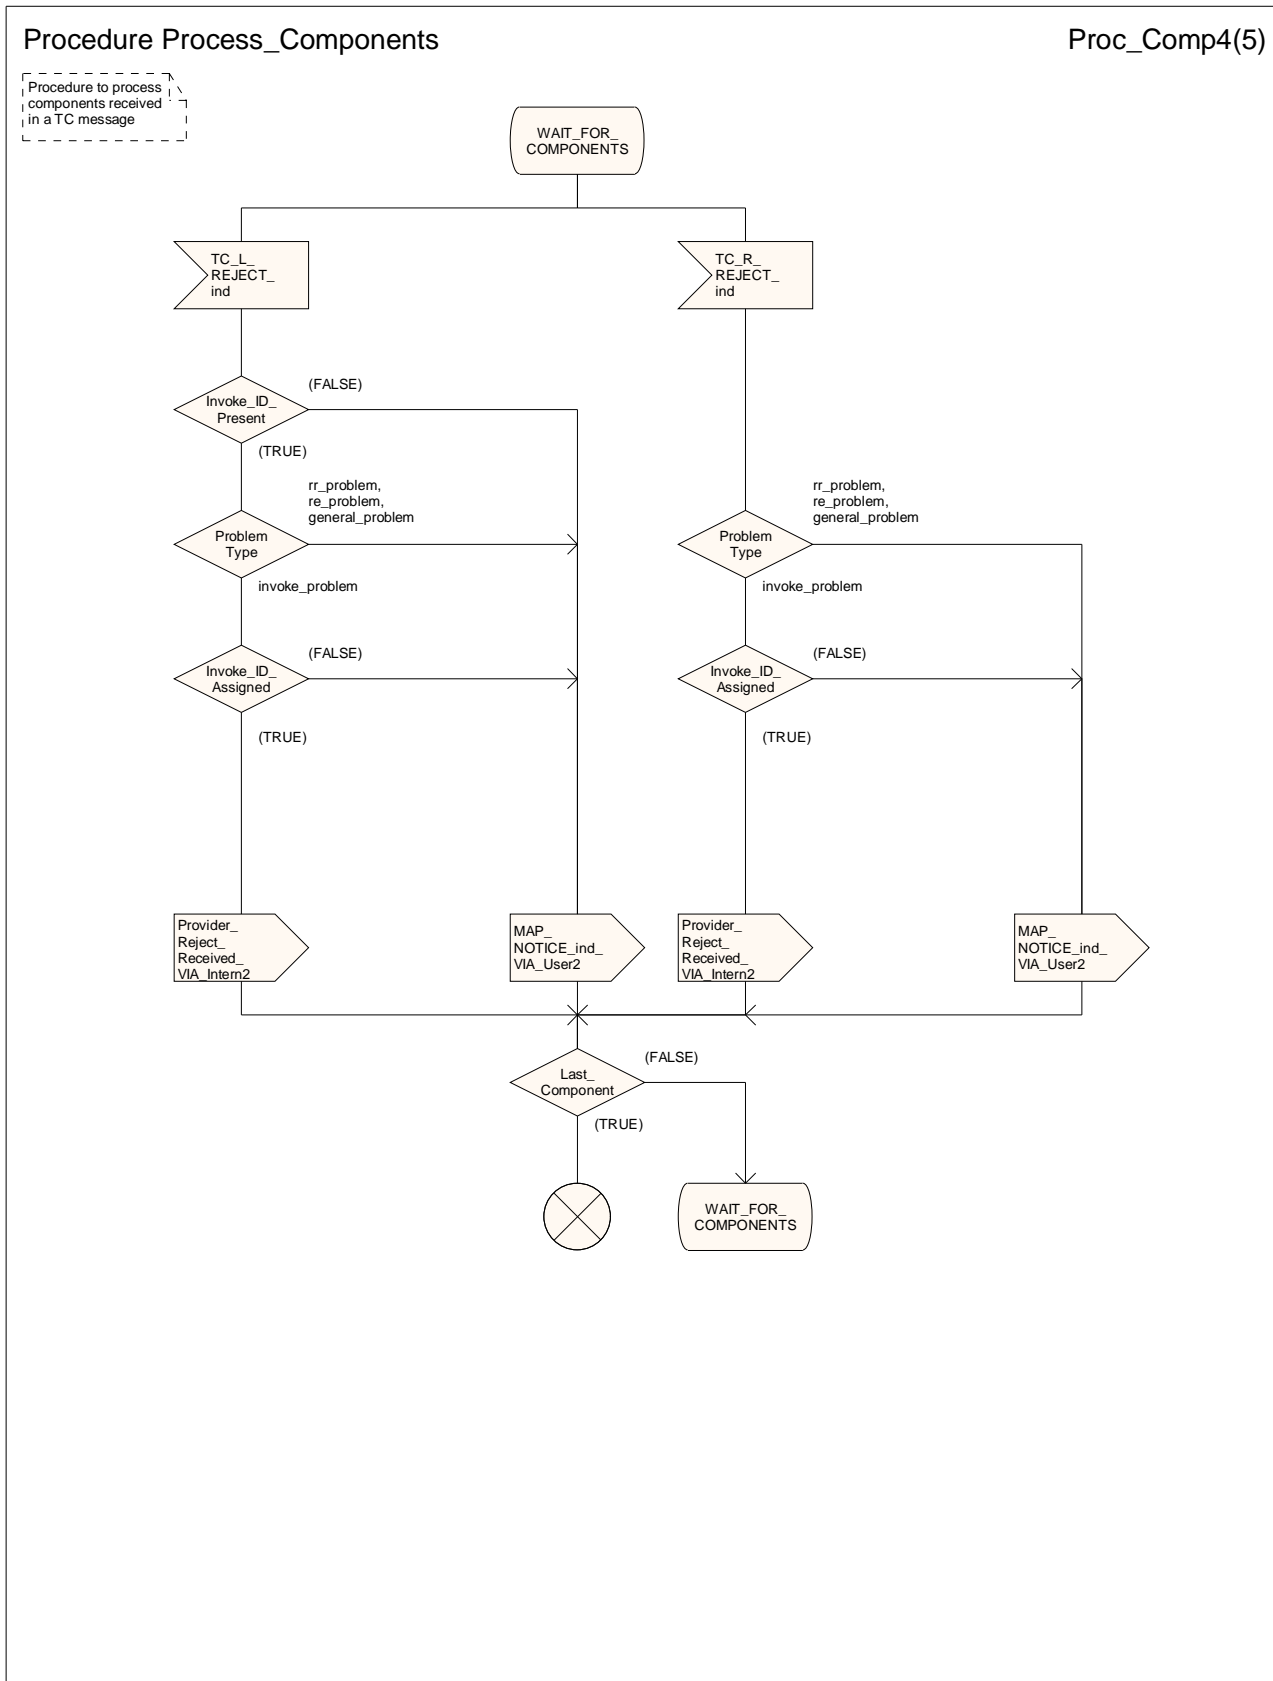 Procedure Process_Components
Proc_Comp4(5)
Procedure to process
components received
in a TC message
WAIT_FOR_
COMPONENTS
TC_L_
REJECT_
ind
TC_R_
REJECT_
ind
Invoke_ID_
Present
(FALSE)
(TRUE)
Problem
Type
rr_problem,
re_problem,
general_problem
invoke_problem
Problem
Type
rr_problem,
re_problem,
general_problem
invoke_problem
Invoke_ID_
Assigned
(FALSE)
(TRUE)
Invoke_ID_
Assigned
(FALSE)
(TRUE)
Provider_
Reject_
Received_
VIA_Intern2
MAP_
NOTICE_ind_
VIA_User2
Provider_
Reject_
Received_
VIA_Intern2
MAP_
NOTICE_ind_
VIA_User2
Last_
Component
(FALSE)
(TRUE)
WAIT_FOR_
COMPONENTS